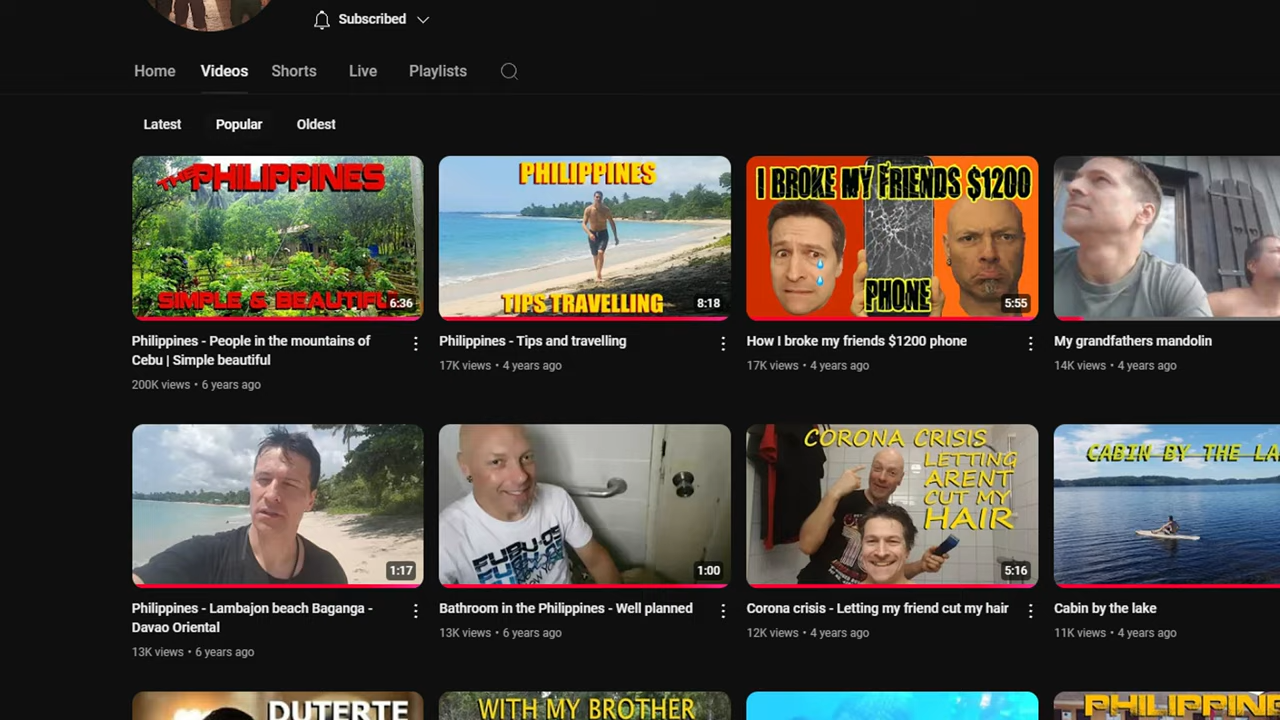 Subscribed
Home Videos Shorts Live Playlists
Latest Popular Oldest
THE PHILIPPINES
SIMPLE & BEAUTIFUL
6:36
PHILIPPINES
TIPS TRAVELLING
8:18
I BROKE MY FRIENDS $1200
PHONE
5:55
Philippines - People in the mountains of
Cebu | Simple beautiful
200K views • 6 years ago
Philippines - Tips and travelling
17K views • 4 years ago
How I broke my friends $1200 phone
17K views • 4 years ago
My grandfathers mandolin
14K views • 4 years ago
1:17
FUBU-05
1:00
CORONA CRISIS
LETTING
ARENT
CUT MY
HAIR
5:16
CABIN BY THE LA
Philippines - Lambajon beach Baganga -
Davao Oriental
13K views • 6 years ago
Bathroom in the Philippines - Well planned
13K views • 6 years ago
Corona crisis - Letting my friend cut my hair
12K views • 4 years ago
Cabin by the lake
11K views • 4 years ago
DUTERTE
WITH MY BROTHER
PHILIPPINE